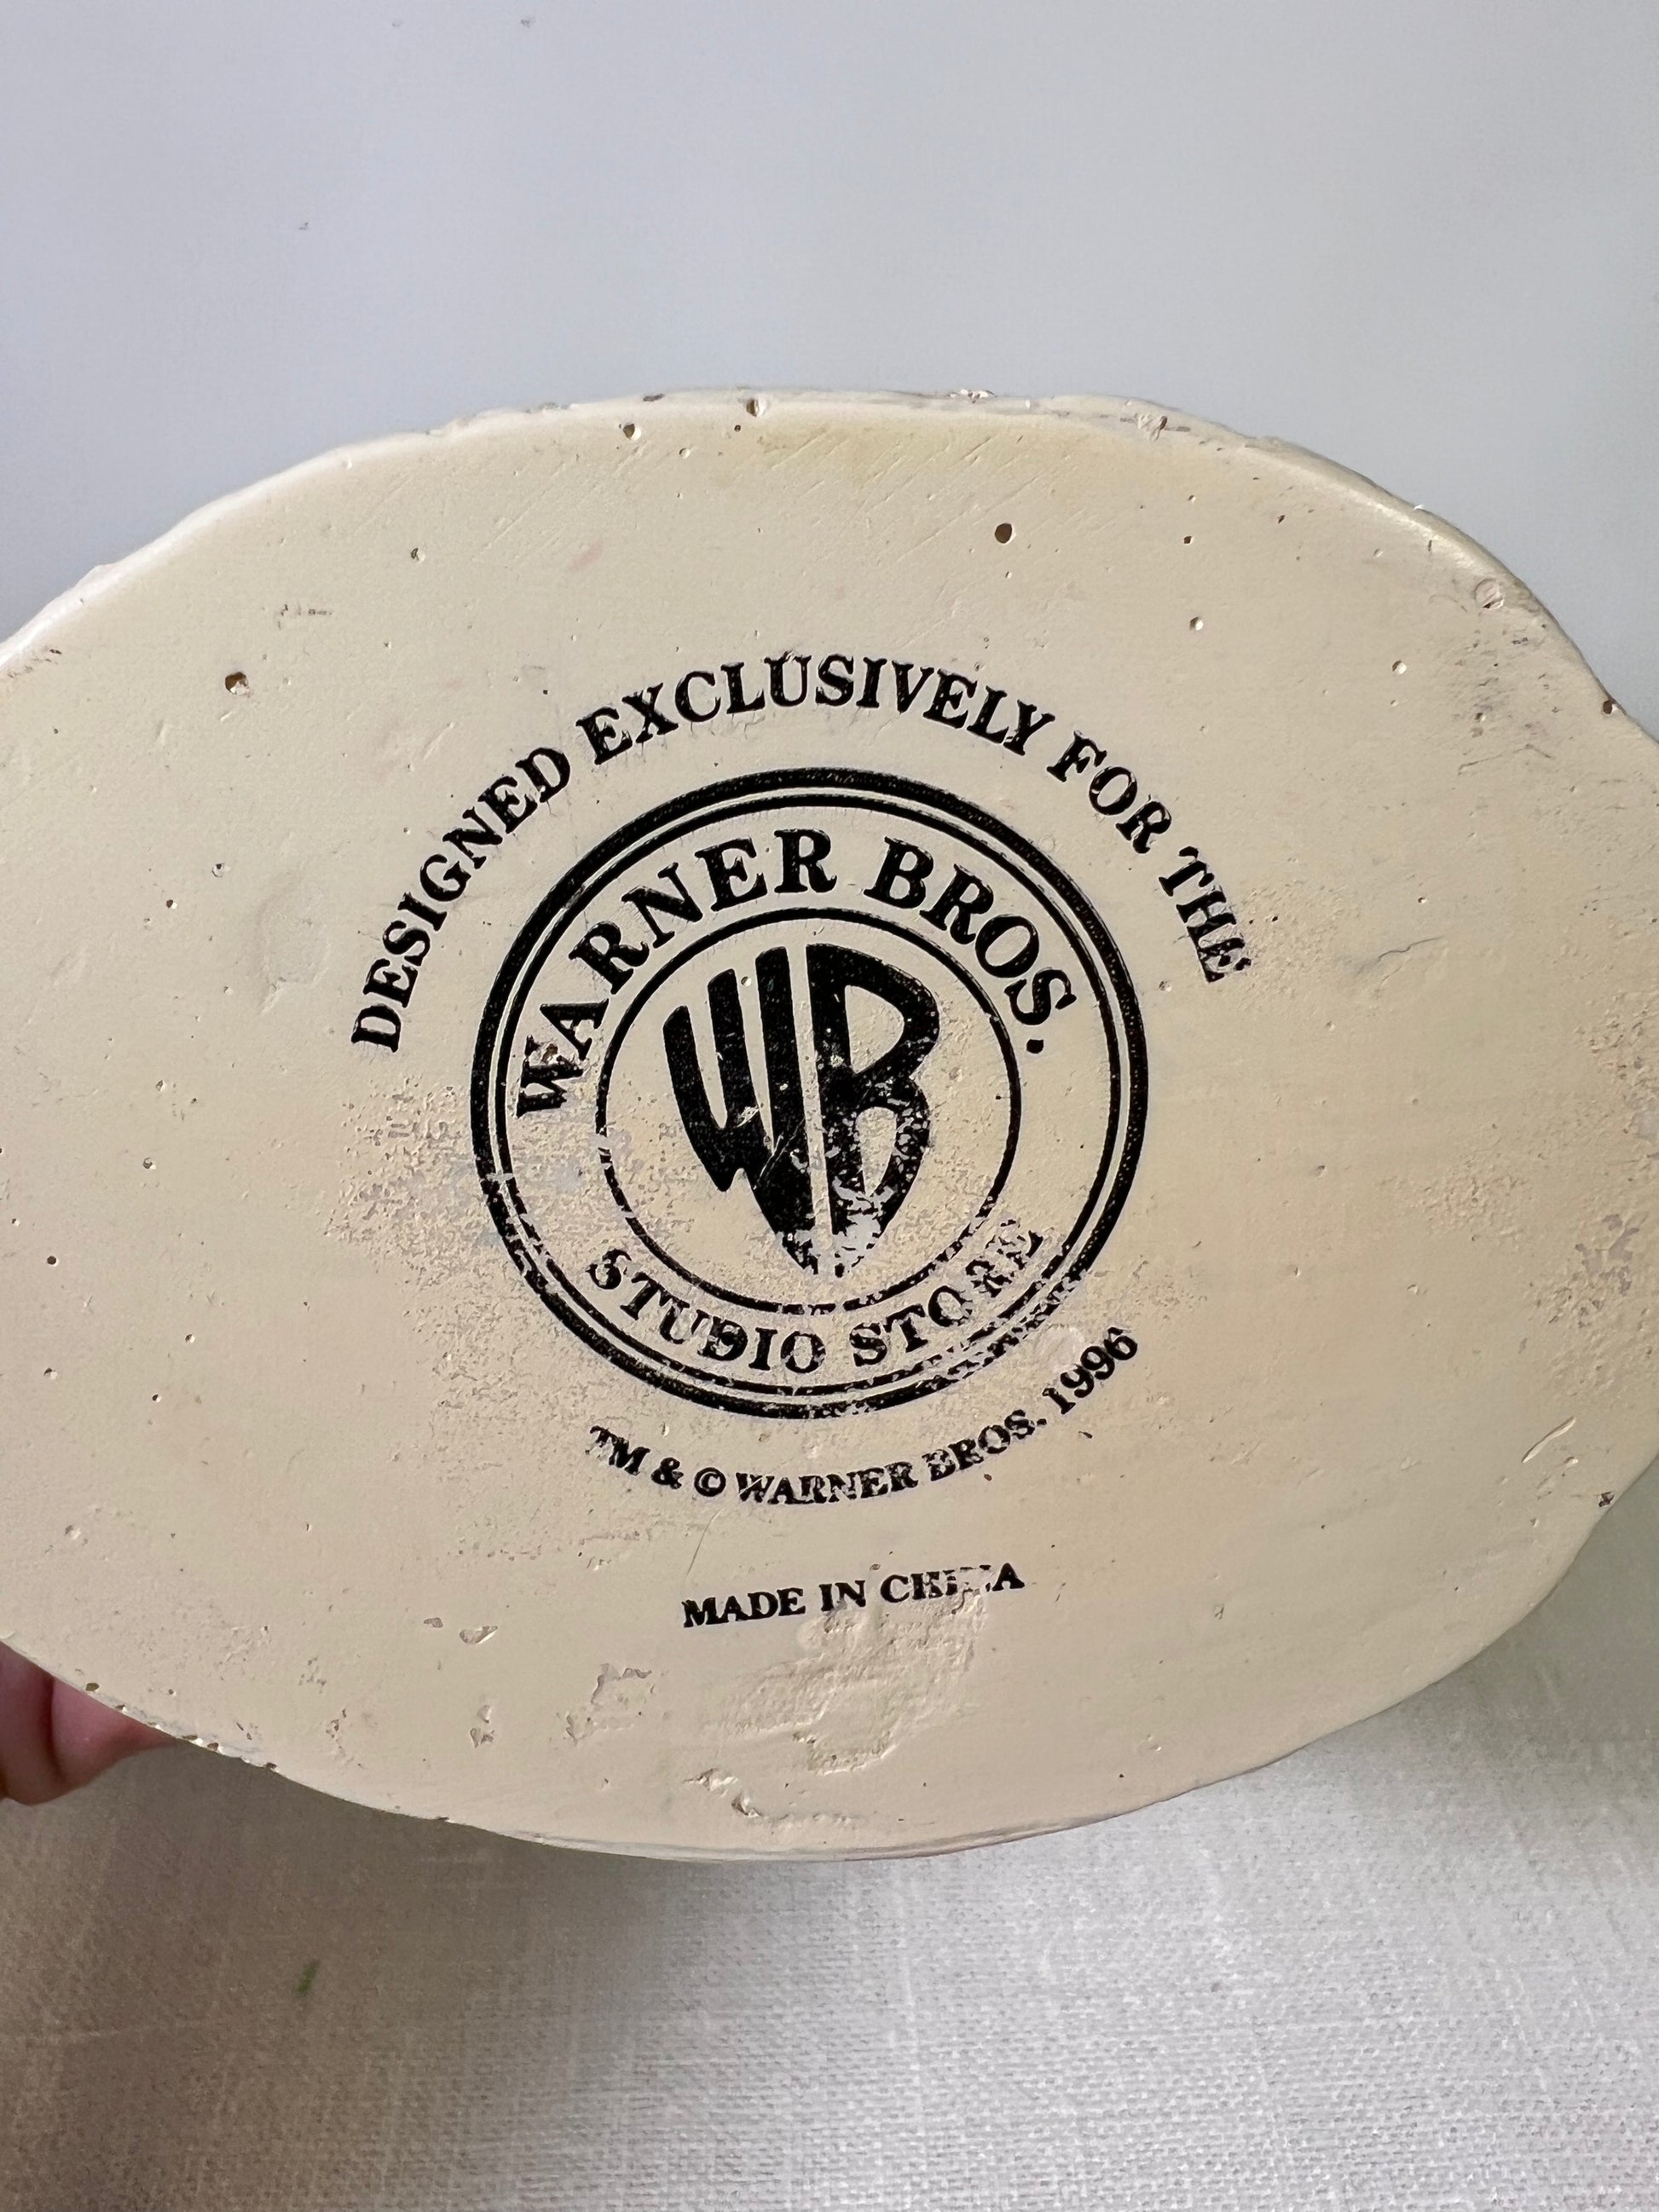 DESIGNED EXCLUSIVELY FOR THE
WARNER BROS.
WB
STUDIO STORE
TM & © WARNER BROS. 1996
MADE IN CHINA